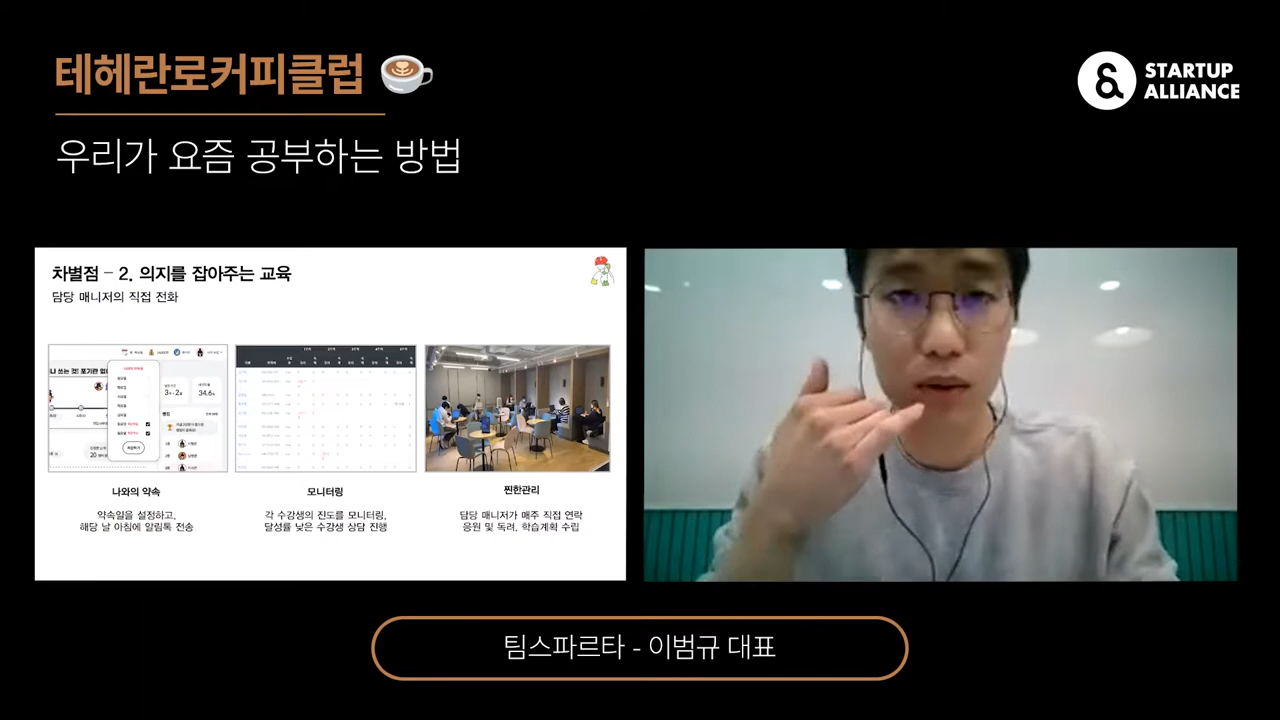 테헤란로커피클럽
STARTUP
ALLIANCE
우리가 요즘 공부하는 방법
차별점 – 2. 의지를 잡아주는 교육
담당 매니저의 직접 전화
34.6
나와의 약속
약속일을 설정하고,
해당 날 아침에 알림톡 전송
모니터링
각 수강생의 진도를 모니터링,
달성률 낮은 수강생 상담 진행
찐한관리
담당 매니저가 매주 직접 연락
응원 및 독려, 학습계획 수립
팀스파르타 - 이범규 대표